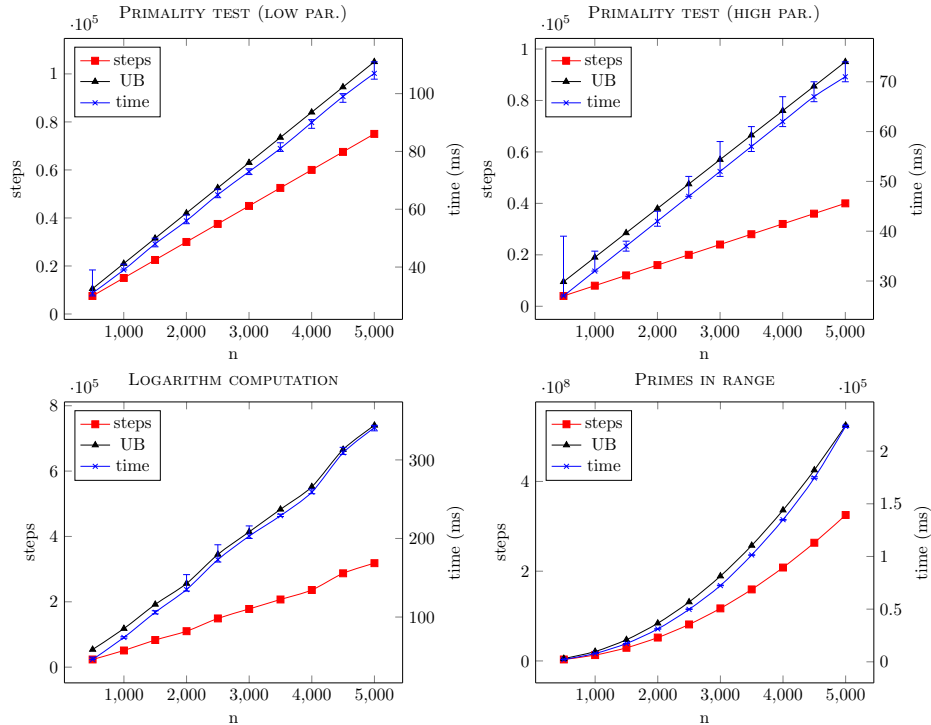 PRIMALITY TEST (LOW PAR.)
·10^5
steps
UB
time
1
0.8
0.6
0.4
0.2
0
100
80
60
40
steps
time (ms)
1,000 2,000 3,000 4,000 5,000
n
PRIMALITY TEST (HIGH PAR.)
·10^5
steps
UB
time
1
0.8
0.6
0.4
0.2
0
70
60
50
40
30
steps
time (ms)
1,000 2,000 3,000 4,000 5,000
n
LOGARITHM COMPUTATION
·10^5
steps
UB
time
8
6
4
2
0
300
200
100
steps
time (ms)
1,000 2,000 3,000 4,000 5,000
n
PRIMES IN RANGE
·10^8
·10^5
steps
UB
time
4
2
0
2
1.5
1
0.5
0
steps
time (ms)
1,000 2,000 3,000 4,000 5,000
n